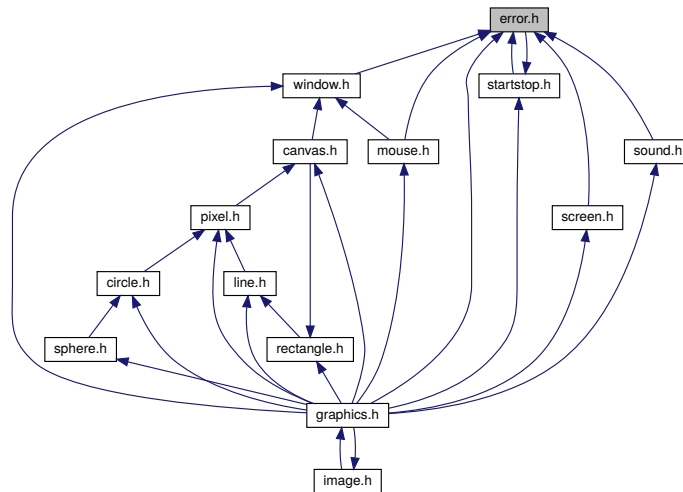 error.h
window.h
startstop.h
canvas.h
mouse.h
sound.h
pixel.h
screen.h
circle.h
line.h
sphere.h
rectangle.h
graphics.h
image.h